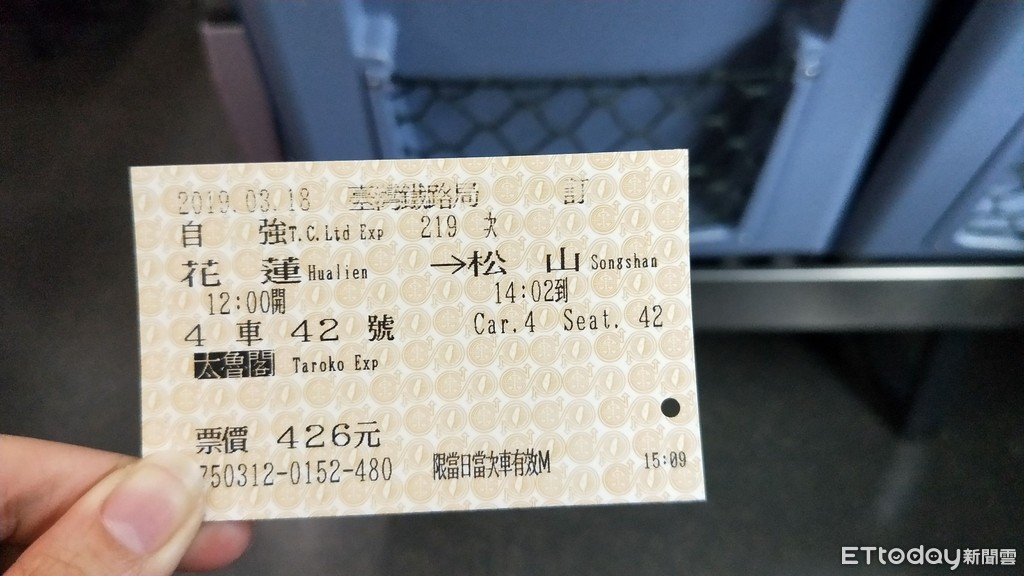 2019.03.18 臺灣鐵路局 訂
自 強 T.C.Ltd Exp 219 次
花 蓮 Hualien →松 山 Songshan
12:00開 14:02到
4 車 42 號 Car.4 Seat. 42
太魯閣 Taroko Exp
票價 426元
750312-0152-480 限當日當次車有效M 15:09
ETtoday新聞雲